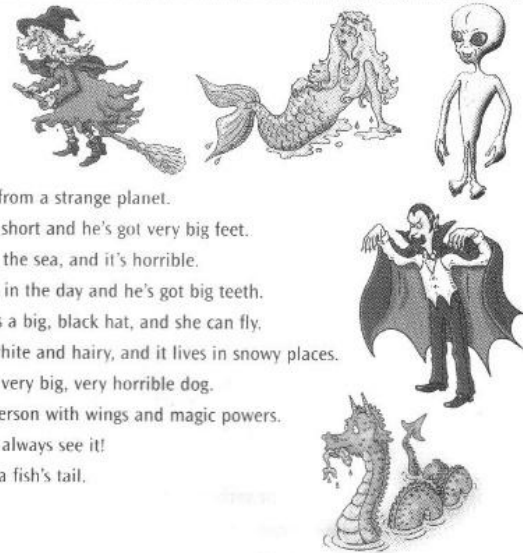 from a strange planet.
short and he's got very big feet.
the sea, and it's horrible.
in the day and he's got big teeth.
a big, black hat, and she can fly.
hite and hairy, and it lives in snowy places.
very big, very horrible dog.
erson with wings and magic powers.
always see it!
a fish's tail.